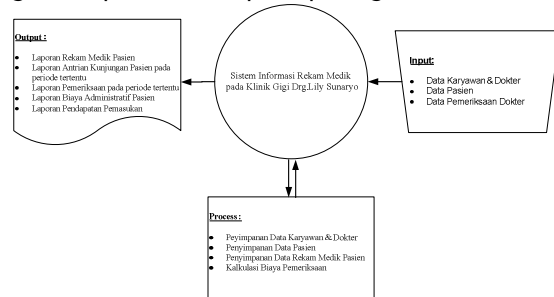 Output :
Laporan Rekam Medik Pasien
Laporan Antrian Kunjungan Pasien pada
periode tertentu
Laporan Pemeriksaan pada periode tertentu
Laporan Biaya Administratif Pasien
Laporan Pendapatan Pemasukan
Sistem Informasi Rekam Medik
pada Klinik Gigi Drg.Lily Sunaryo
Input:
Data Karyawan & Dokter
Data Pasien
Data Pemeriksaan Dokter
Process :
Peyimpanan Data Karyawan & Dokter
Penyimpanan Data Pasien
Penyimpanan Data Rekam Medik Pasien
Kalkulasi Biaya Pemeriksaan